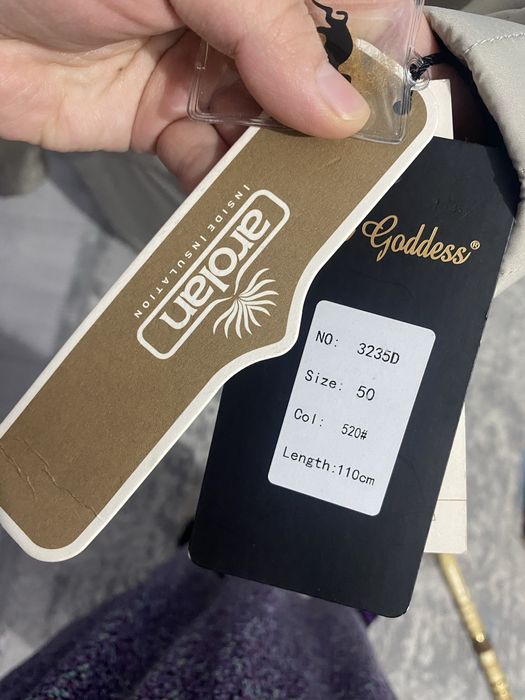 arolan
INSIDE INSULATION
Goddess®
NO: 3235D
Size: 50
Col: 520#
Length:110cm